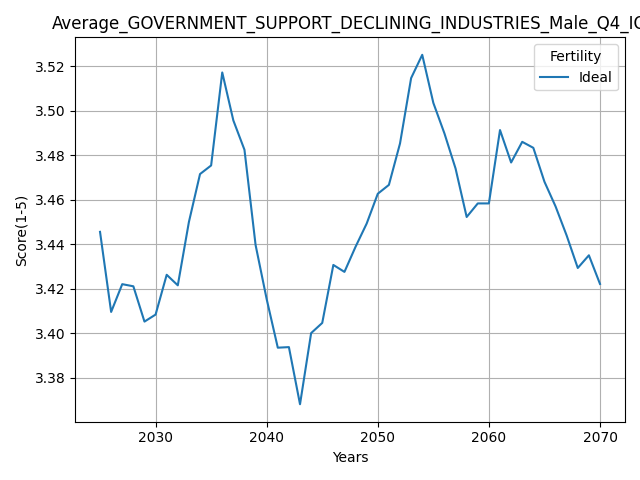 Average_GOVERNMENT_SUPPORT_DECLINING_INDUSTRIES_Male_Q4_IC
Fertility
Ideal
3.52
3.50
3.48
3.46
3.44
3.42
3.40
3.38
Score(1-5)
2030 2040 2050 2060 2070
Years